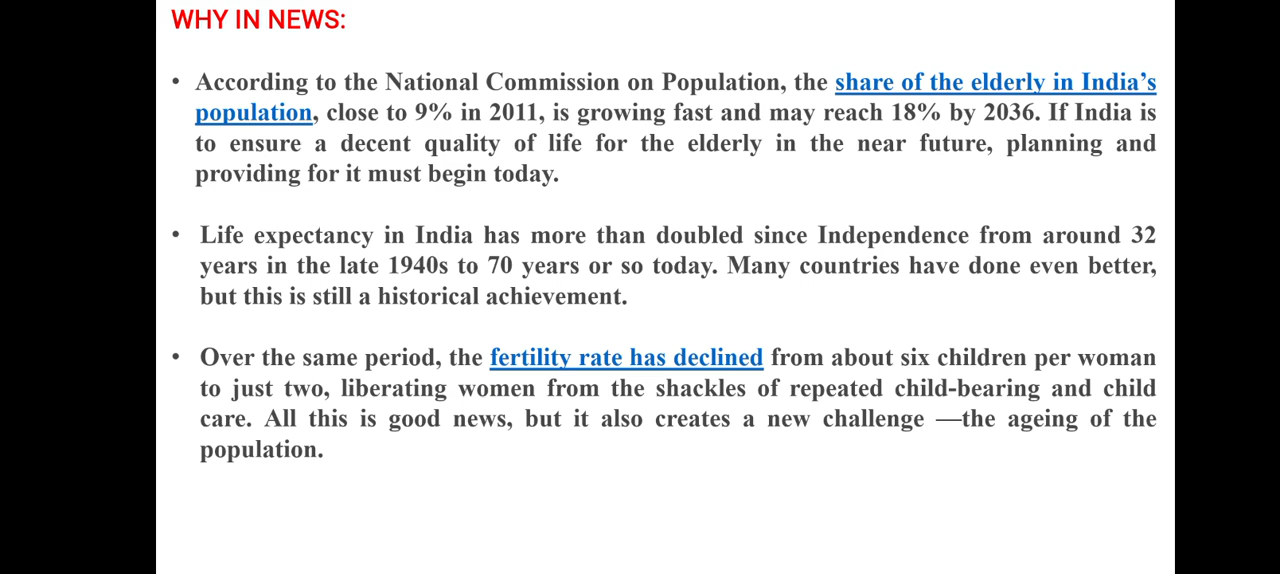 WHY IN NEWS:
• According to the National Commission on Population, the share of the elderly in India's
population, close to 9% in 2011, is growing fast and may reach 18% by 2036. If India is
to ensure a decent quality of life for the elderly in the near future, planning and
providing for it must begin today.
• Life expectancy in India has more than doubled since Independence from around 32
years in the late 1940s to 70 years or so today. Many countries have done even better,
but this is still a historical achievement.
• Over the same period, the fertility rate has declined from about six children per woman
to just two, liberating women from the shackles of repeated child-bearing and child
care. All this is good news, but it also creates a new challenge —the ageing of the
population.